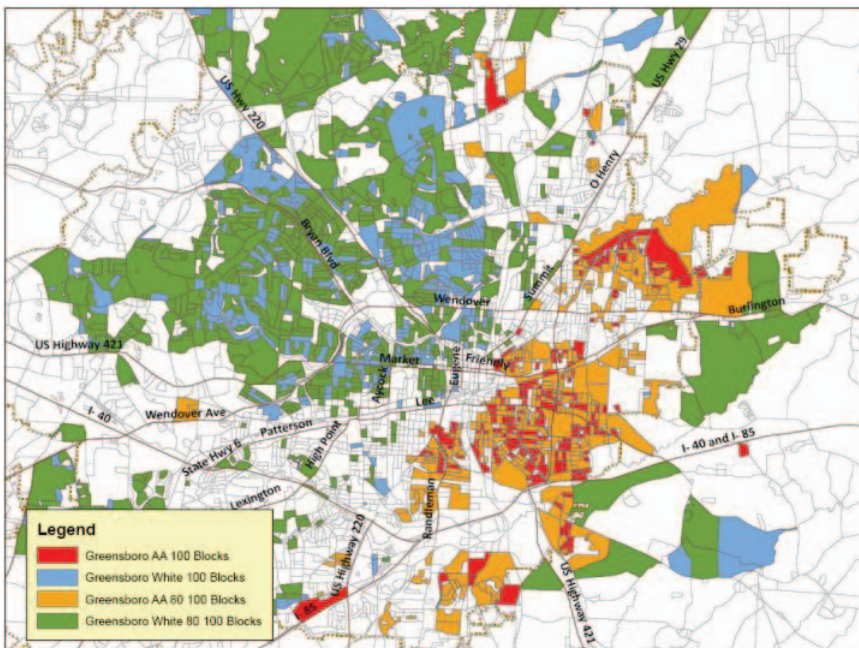 US Hwy 220
US Hwy 29
O Henry
Bryan Blvd
Summit
Wendover
Burlington
US Highway 421
Market
Friendly
Eugene
Aycock
Lee
Wendover Ave
Patterson
I- 40
State Hwy 6
High Point
I- 40 and I- 85
Lexington
Randleman
US Highway 220
US Highway 421
I- 85
Legend
Greensboro AA 100 Blocks
Greensboro White 100 Blocks
Greensboro AA 80 100 Blocks
Greensboro White 80 100 Blocks